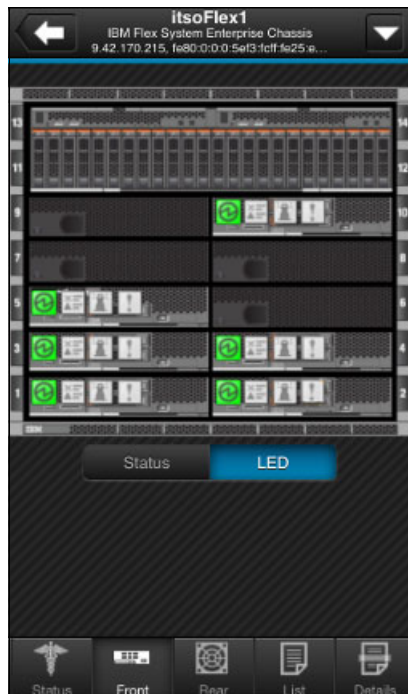 itsoFlex1
IBM Flex System Enterprise Chassis
9.42.170.215, fe80:0:0:0:5ef3:fcff:fe25:e...
13
14
11
12
9
10
7
8
5
6
3
4
1
2
IBM
Status
LED
Status
Front
Rear
List
Details